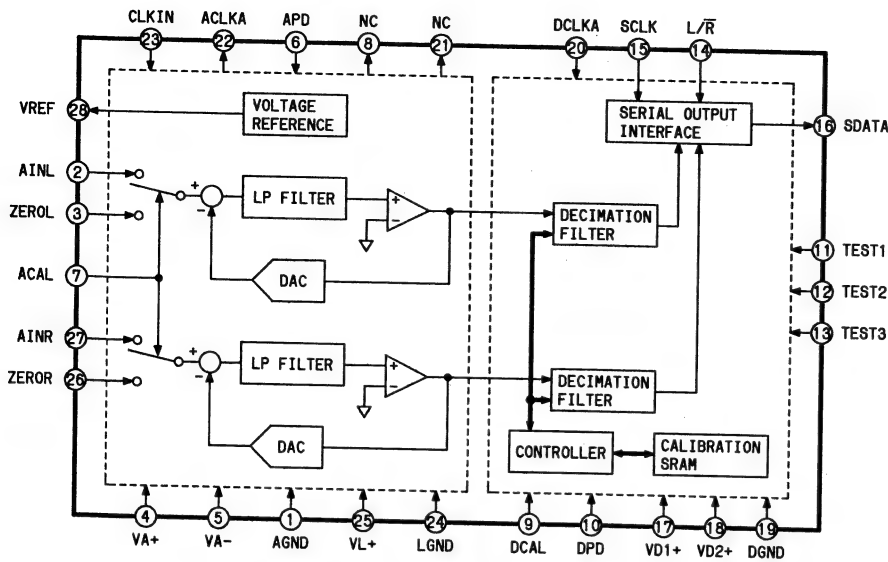 CLKIN ACLKA APD NC NC DCLKA SCLK L/R̅
23 22 6 8 21 20 15 14
VREF 28
VOLTAGE
REFERENCE
SERIAL OUTPUT
INTERFACE
16 SDATA
AINL 2
+
−
LP FILTER
+
−
ZEROL 3
DECIMATION
FILTER
DAC
ACAL 7
11 TEST1
12 TEST2
13 TEST3
AINR 27
+
−
LP FILTER
+
−
ZEROR 26
DECIMATION
FILTER
DAC
CONTROLLER
CALIBRATION
SRAM
4 5 1 25 24 9 10 17 18 19
VA+ VA- AGND VL+ LGND DCAL DPD VD1+ VD2+ DGND